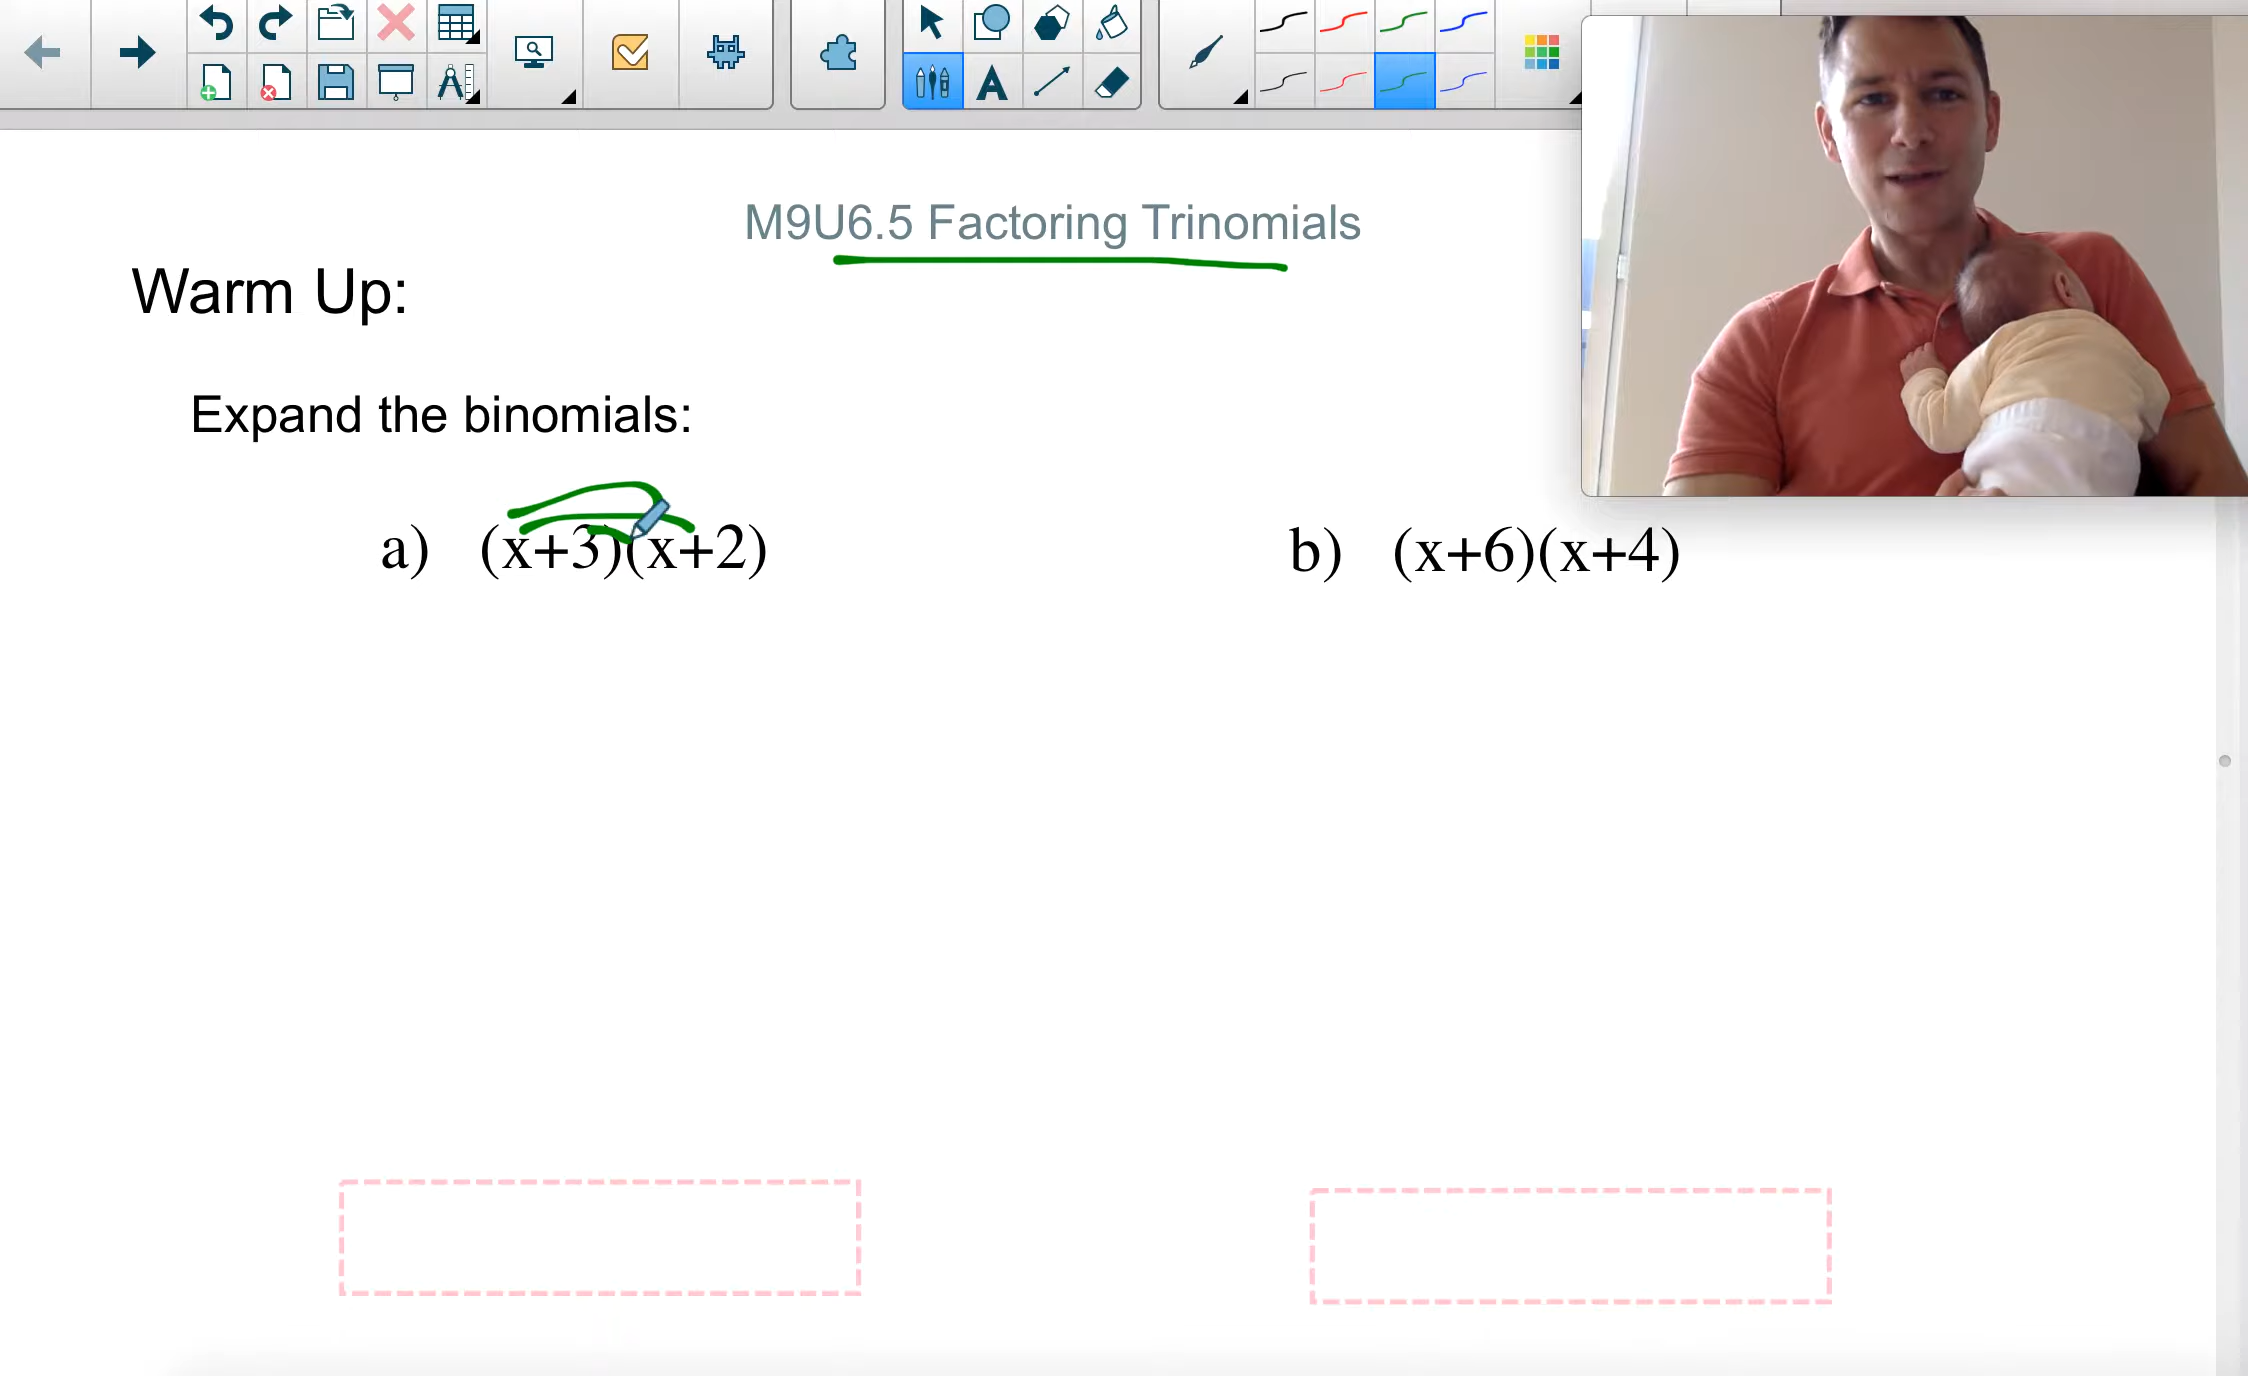 M9U6.5 Factoring Trinomials
Warm Up:
Expand the binomials:
a) (x+3)(x+2)
b) (x+6)(x+4)